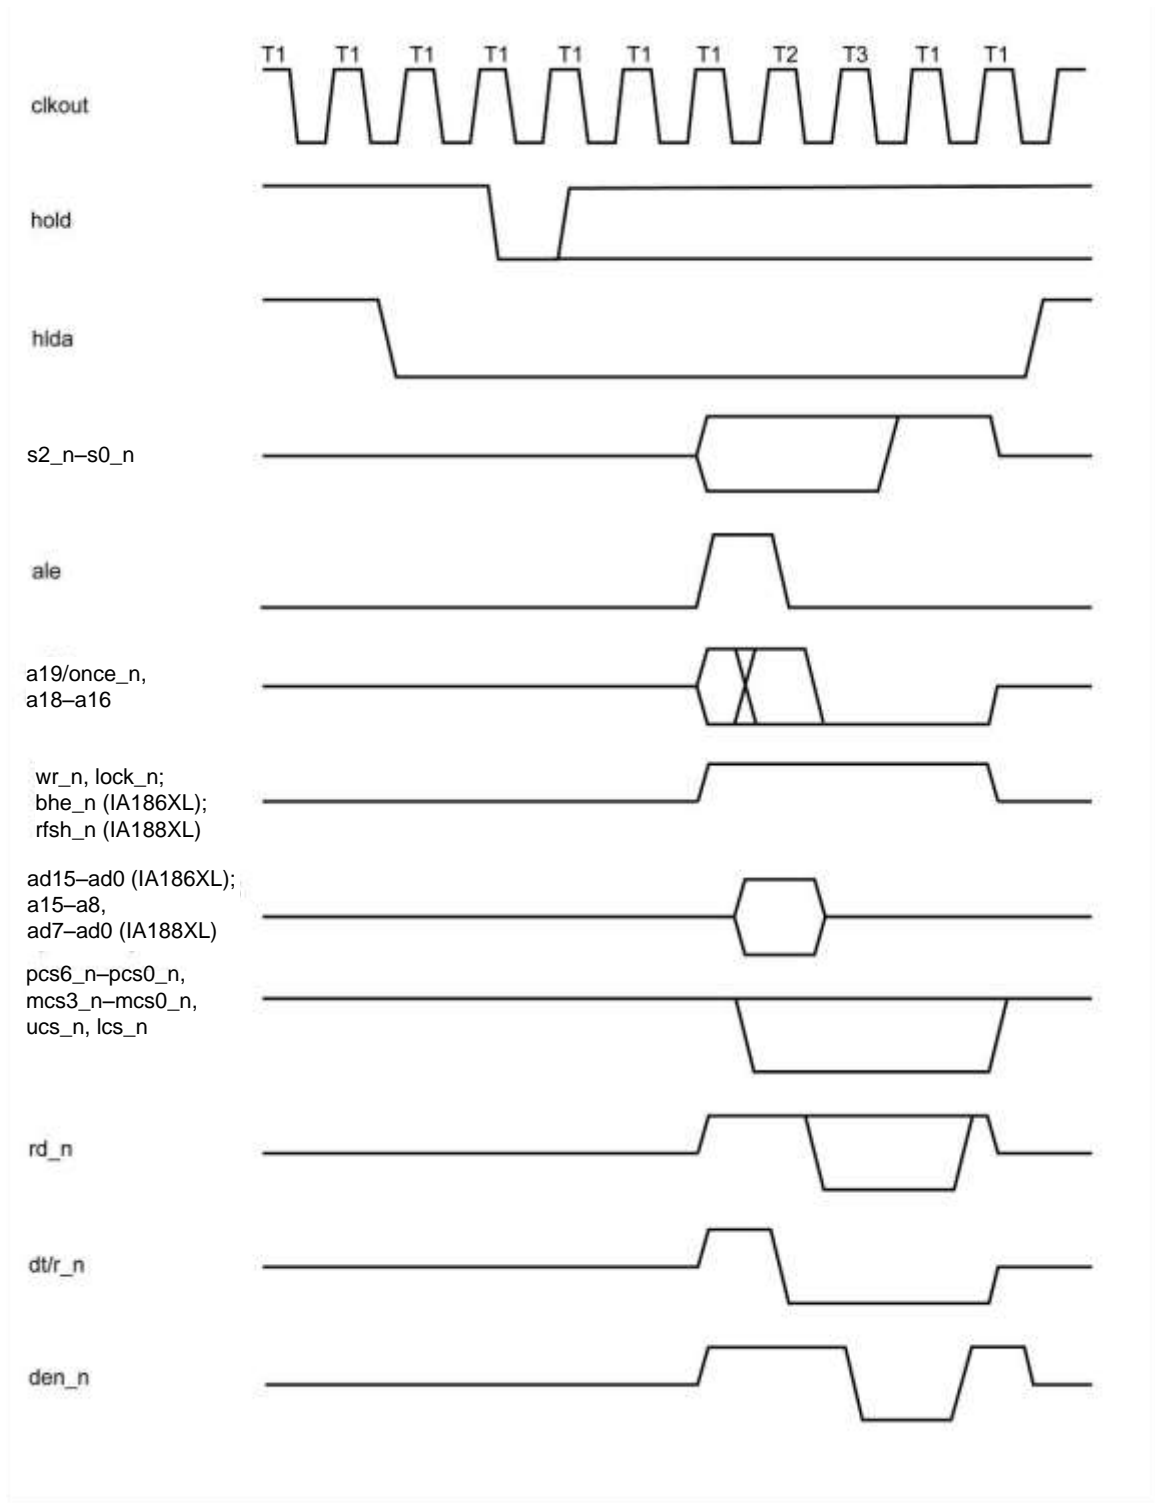 T1 T1 T1 T1 T1 T1 T1 T2 T3 T1 T1
clkout
hold
hlda
s2_n–s0_n
ale
a19/once_n,
a18–a16
wr_n, lock_n;
bhe_n (IA186XL);
rfsh_n (IA188XL)
ad15–ad0 (IA186XL);
a15–a8,
ad7–ad0 (IA188XL)
pcs6_n–pcs0_n,
mcs3_n–mcs0_n,
ucs_n, lcs_n
rd_n
dt/r_n
den_n